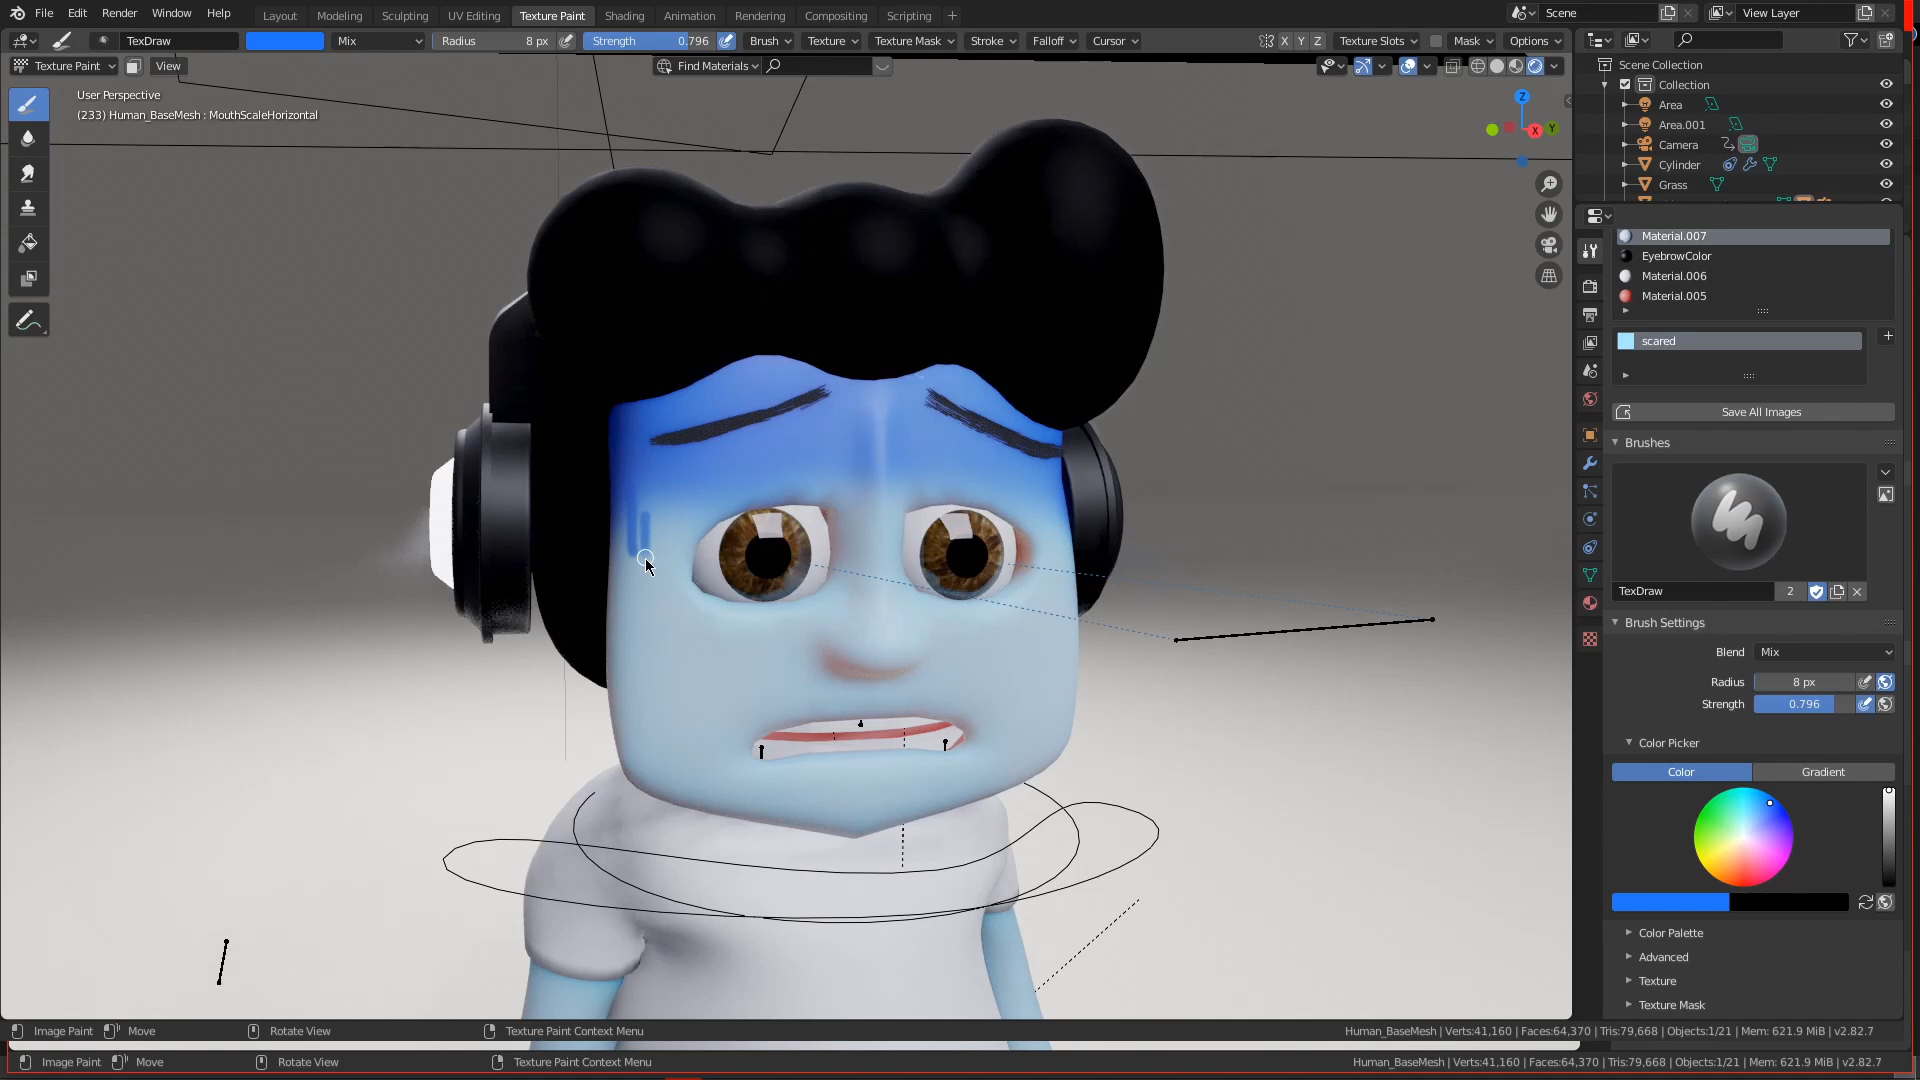 File Edit Render Window Help Layout Modeling Sculpting UV Editing Texture Paint Shading Animation Rendering Compositing Scripting + Scene View Layer
TexDraw Mix Radius 8 px Strength 0.796 Brush Texture Texture Mask Stroke Falloff Cursor X Y Z Texture Slots Mask Options
Texture Paint View Find Materials
User Perspective
(233) Human_BaseMesh : MouthScaleHorizontal
Z
X
Y
Scene Collection
Collection
Area
Area.001
Camera
Cylinder
Grass
Material.007
EyebrowColor
Material.006
Material.005
scared
Save All Images
Brushes
TexDraw 2
Brush Settings
Blend Mix
Radius 8 px
Strength 0.796
Color Picker
Color Gradient
Color Palette
Advanced
Texture
Texture Mask
Image Paint Move Rotate View Texture Paint Context Menu Human_BaseMesh | Verts:41,160 | Faces:64,370 | Tris:79,668 | Objects:1/21 | Mem: 621.9 MiB | v2.82.7
Image Paint Move Rotate View Texture Paint Context Menu Human_BaseMesh | Verts:41,160 | Faces:64,370 | Tris:79,668 | Objects:1/21 | Mem: 621.9 MiB | v2.82.7